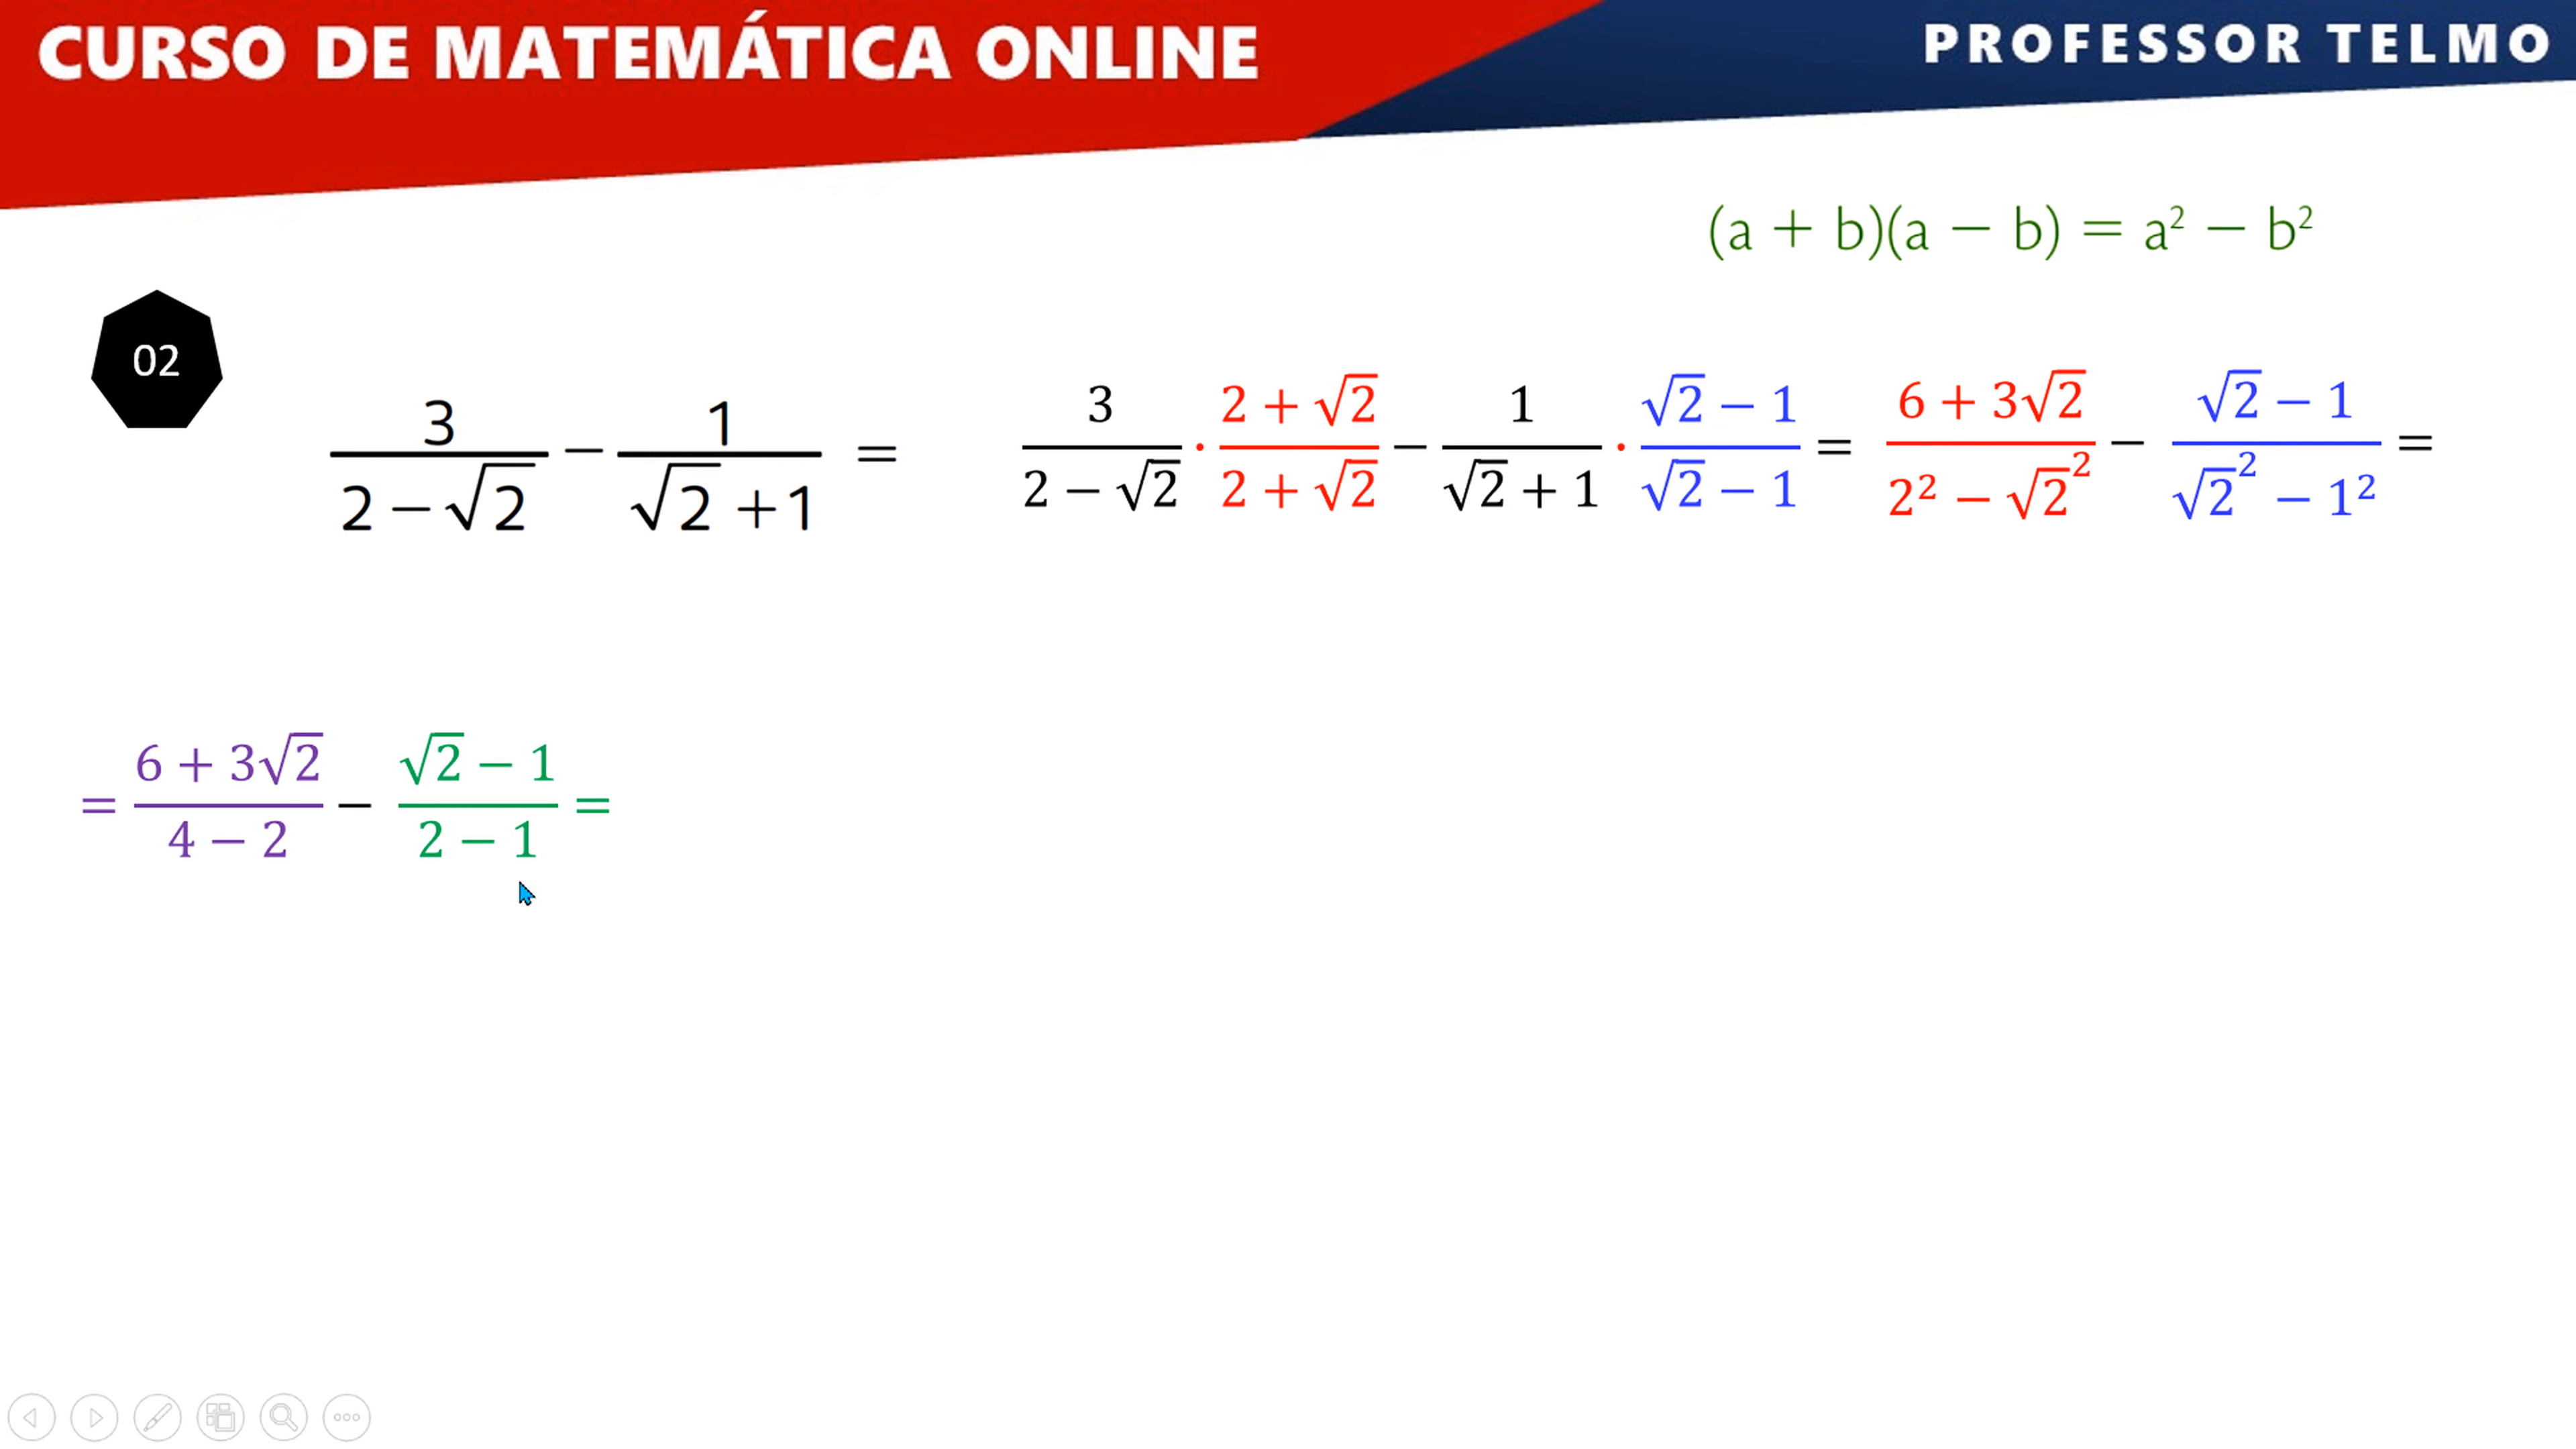 CURSO DE MATEMÁTICA ONLINE
PROFESSOR TELMO
(a + b)(a − b) = a² − b²
02
3/(2 − √2) − 1/(√2 + 1) =
3/(2 − √2) · (2 + √2)/(2 + √2) − 1/(√2 + 1) · (√2 − 1)/(√2 − 1) = (6 + 3√2)/(2² − √2²) − (√2 − 1)/(√2² − 1²) =
= (6 + 3√2)/(4 − 2) − (√2 − 1)/(2 − 1) =